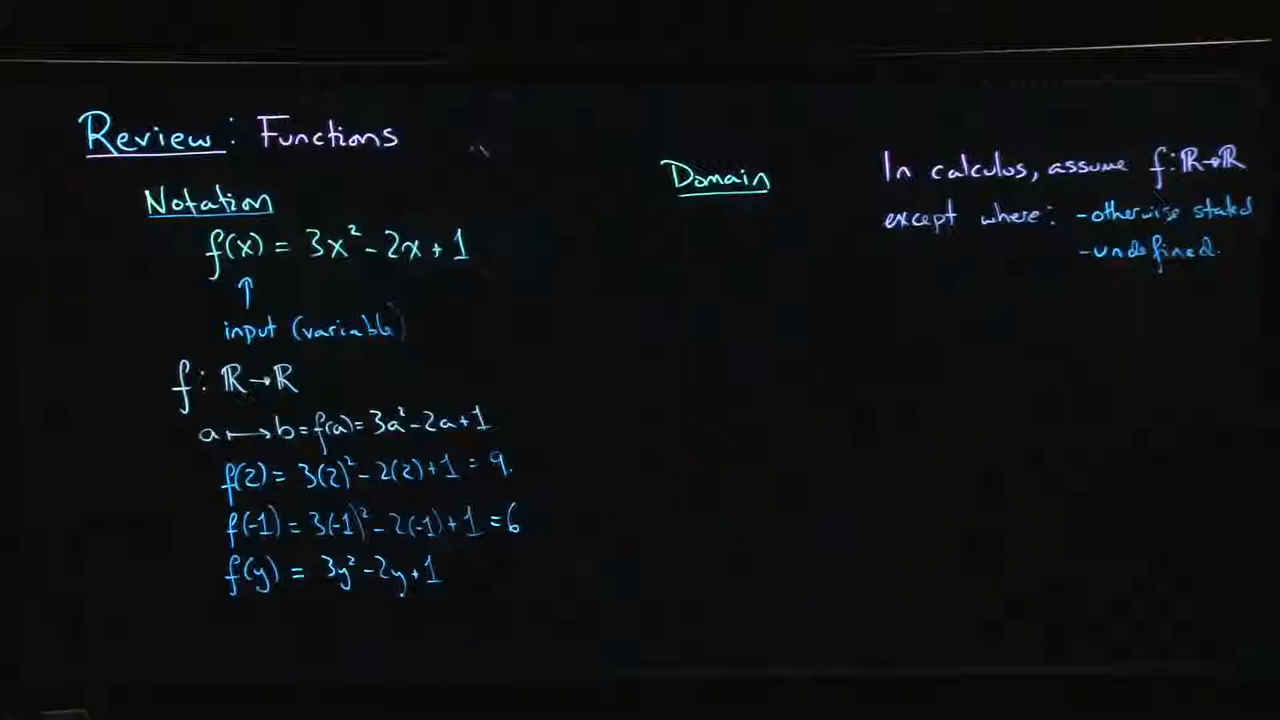 Review: Functions
Notation
f(x) = 3x² - 2x + 1
↑
input (variable)
f: ℝ→ℝ
a ⟼ b = f(a) = 3a² - 2a + 1
f(2) = 3(2)² - 2(2) + 1 = 9.
f(-1) = 3(-1)² - 2(-1) + 1 = 6
f(y) = 3y² - 2y + 1
Domain
In calculus, assume f: ℝ→ℝ
except where: -otherwise stated
-undefined.